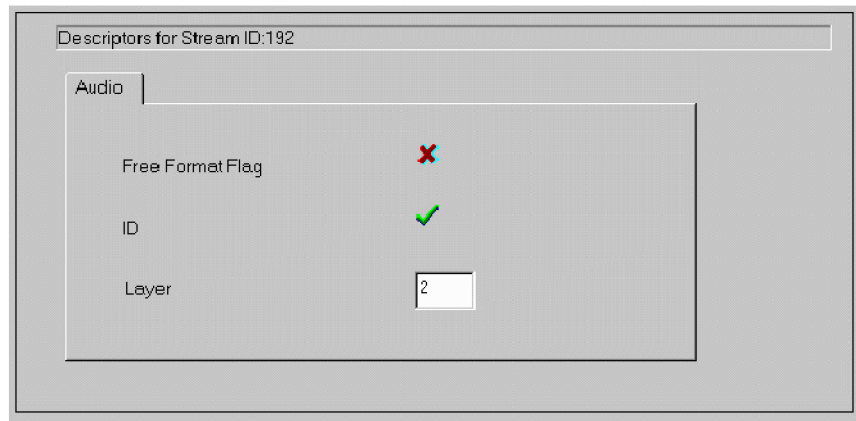 Descriptors for Stream ID:192
Audio
Free Format Flag
ID
Layer
2